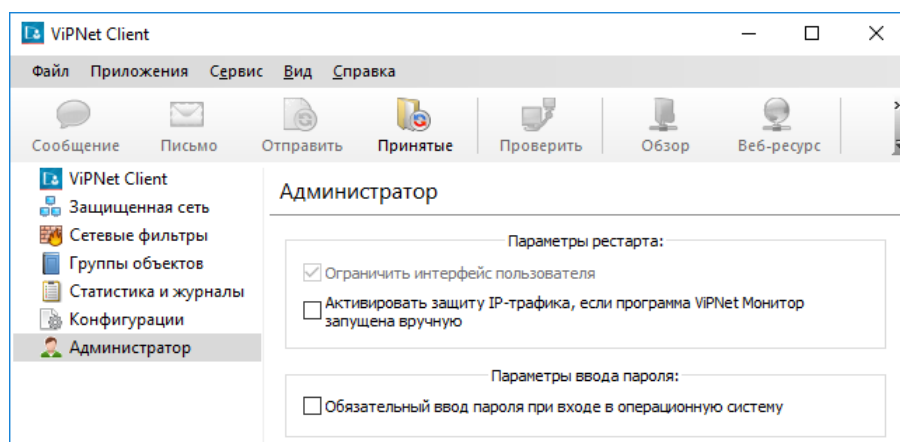 ViPNet Client
Файл Приложения Сервис Вид Справка
Сообщение Письмо Отправить Принятые Проверить Обзор Веб-ресурс
ViPNet Client
Защищенная сеть
Сетевые фильтры
Группы объектов
Статистика и журналы
Конфигурации
Администратор
Администратор
Параметры рестарта:
Ограничить интерфейс пользователя
Активировать защиту IP-трафика, если программа ViPNet Монитор
запущена вручную
Параметры ввода пароля:
Обязательный ввод пароля при входе в операционную систему